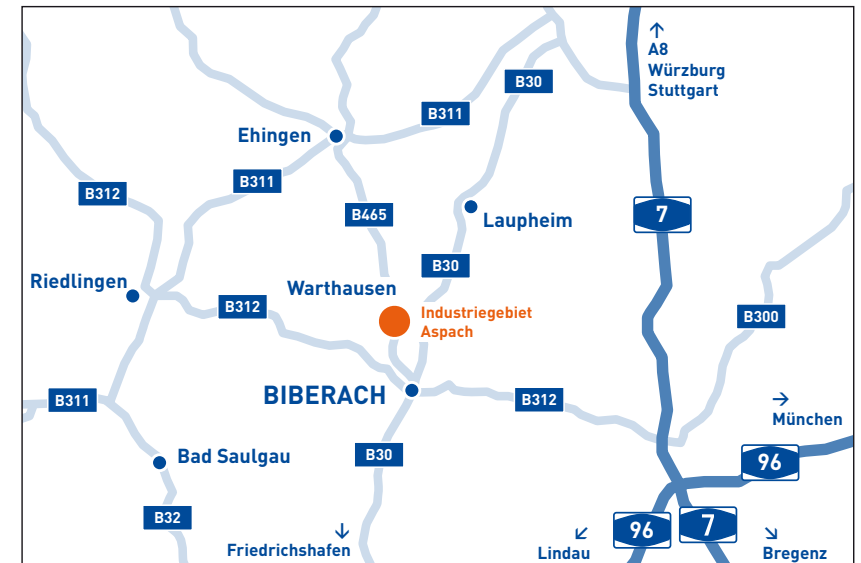 A8
Würzburg
Stuttgart
B30
B311
Ehingen
B311
B312
B465
7
Laupheim
B30
Riedlingen
Warthausen
B312
Industriegebiet
Aspach
B300
BIBERACH
B311
B312
München
Bad Saulgau
B30
96
B32
96
7
Friedrichshafen
Lindau
Bregenz